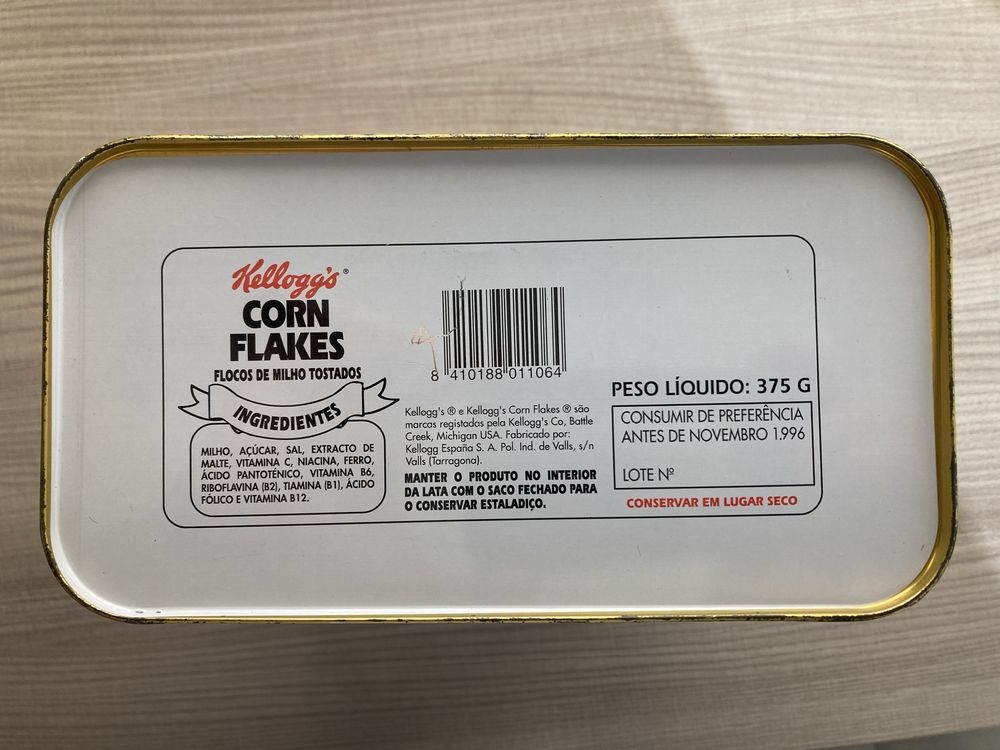 Kellogg's®
CORN
FLAKES
FLOCOS DE MILHO TOSTADOS
INGREDIENTES
MILHO, AÇÚCAR, SAL, EXTRACTO DE
MALTE, VITAMINA C, NIACINA, FERRO,
ÁCIDO PANTOTÉNICO, VITAMINA B6,
RIBOFLAVINA (B2), TIAMINA (B1), ÁCIDO
FÓLICO E VITAMINA B12.
8 410188 011064
Kellogg's ® e Kellogg's Corn Flakes ® são
marcas registadas pela Kellogg's Co, Battle
Creek, Michigan USA. Fabricado por:
Kellogg España S. A. Pol. Ind. de Valls, s/n
Valls (Tarragona).
MANTER O PRODUTO NO INTERIOR
DA LATA COM O SACO FECHADO PARA
O CONSERVAR ESTALADIÇO.
PESO LÍQUIDO: 375 G
CONSUMIR DE PREFERÊNCIA
ANTES DE NOVEMBRO 1.996
LOTE Nº
CONSERVAR EM LUGAR SECO